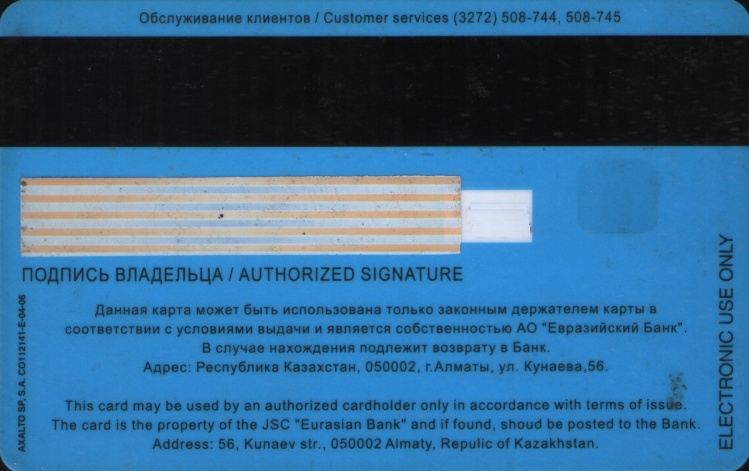 Обслуживание клиентов / Customer services (3272) 508-744, 508-745
ПОДПИСЬ ВЛАДЕЛЬЦА / AUTHORIZED SIGNATURE
Данная карта может быть использована только законным держателем карты в
соответствии с условиями выдачи и является собственностью АО "Евразийский Банк".
В случае нахождения подлежит возврату в Банк.
Адрес: Республика Казахстан, 050002, г.Алматы, ул. Кунаева,56.
This card may be used by an authorized cardholder only in accordance with terms of issue.
The card is the property of the JSC "Eurasian Bank" and if found, shoud be posted to the Bank.
Address: 56, Kunaev str., 050002 Almaty, Repulic of Kazakhstan.
AXALTO SP, S.A. CO112141-E-04-06
ELECTRONIC USE ONLY